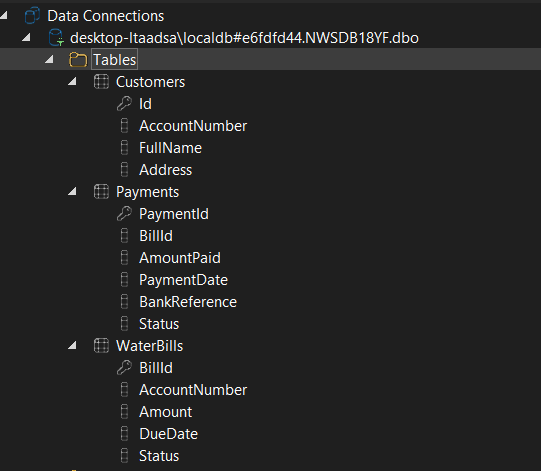 Data Connections
desktop-ltaadsa\localdb#e6fdfd44.NWSDB18YF.dbo
Tables
Customers
Id
AccountNumber
FullName
Address
Payments
PaymentId
BillId
AmountPaid
PaymentDate
BankReference
Status
WaterBills
BillId
AccountNumber
Amount
DueDate
Status